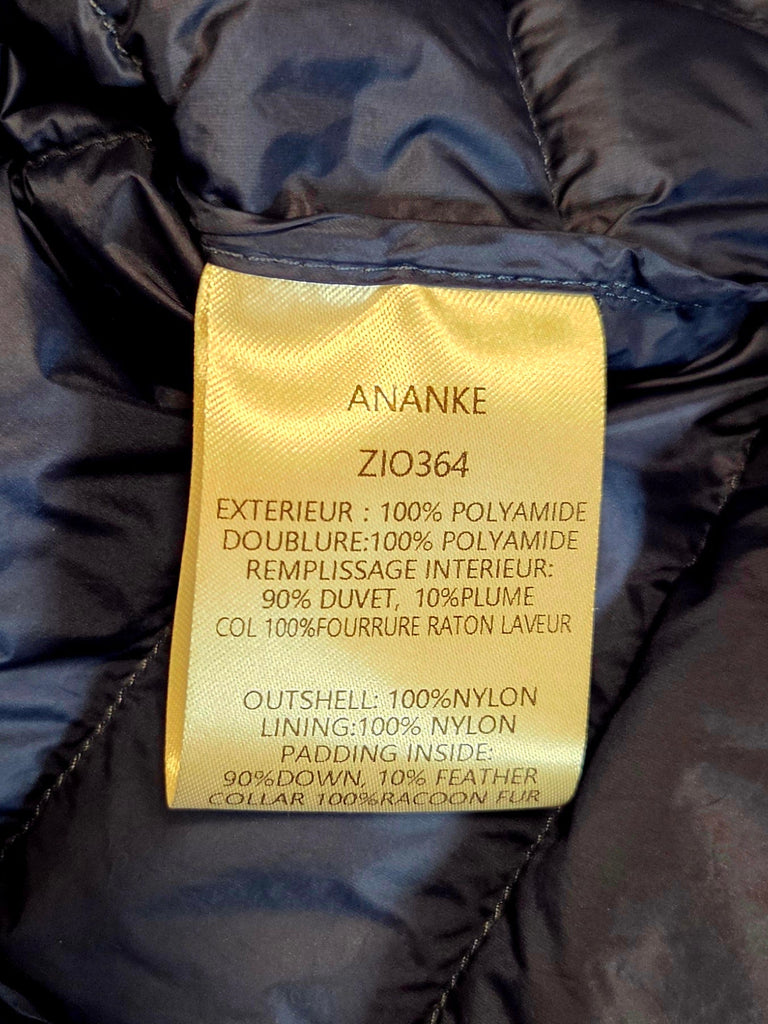 ANANKE
ZIO364
EXTERIEUR : 100% POLYAMIDE
DOUBLURE:100% POLYAMIDE
REMPLISSAGE INTERIEUR:
90% DUVET, 10%PLUME
COL 100%FOURRURE RATON LAVEUR
OUTSHELL: 100%NYLON
LINING:100% NYLON
PADDING INSIDE:
90%DOWN, 10% FEATHER
COLLAR 100%RACOON FUR